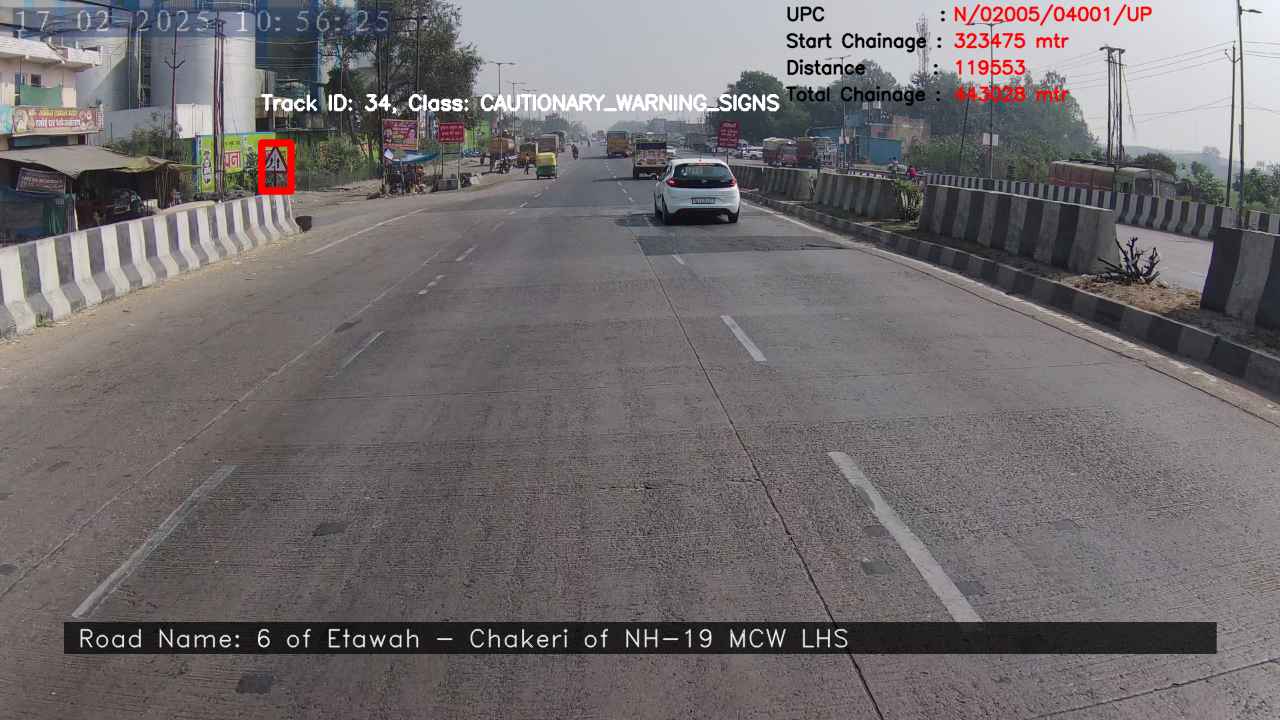 17-02-2025 10:56:25
UPC : N/02005/04001/UP
Start Chainage : 323475 mtr
Distance : 119553
Total Chainage : 443028 mtr
Track ID: 34, Class: CAUTIONARY_WARNING_SIGNS
Road Name: 6 of Etawah - Chakeri of NH-19 MCW LHS